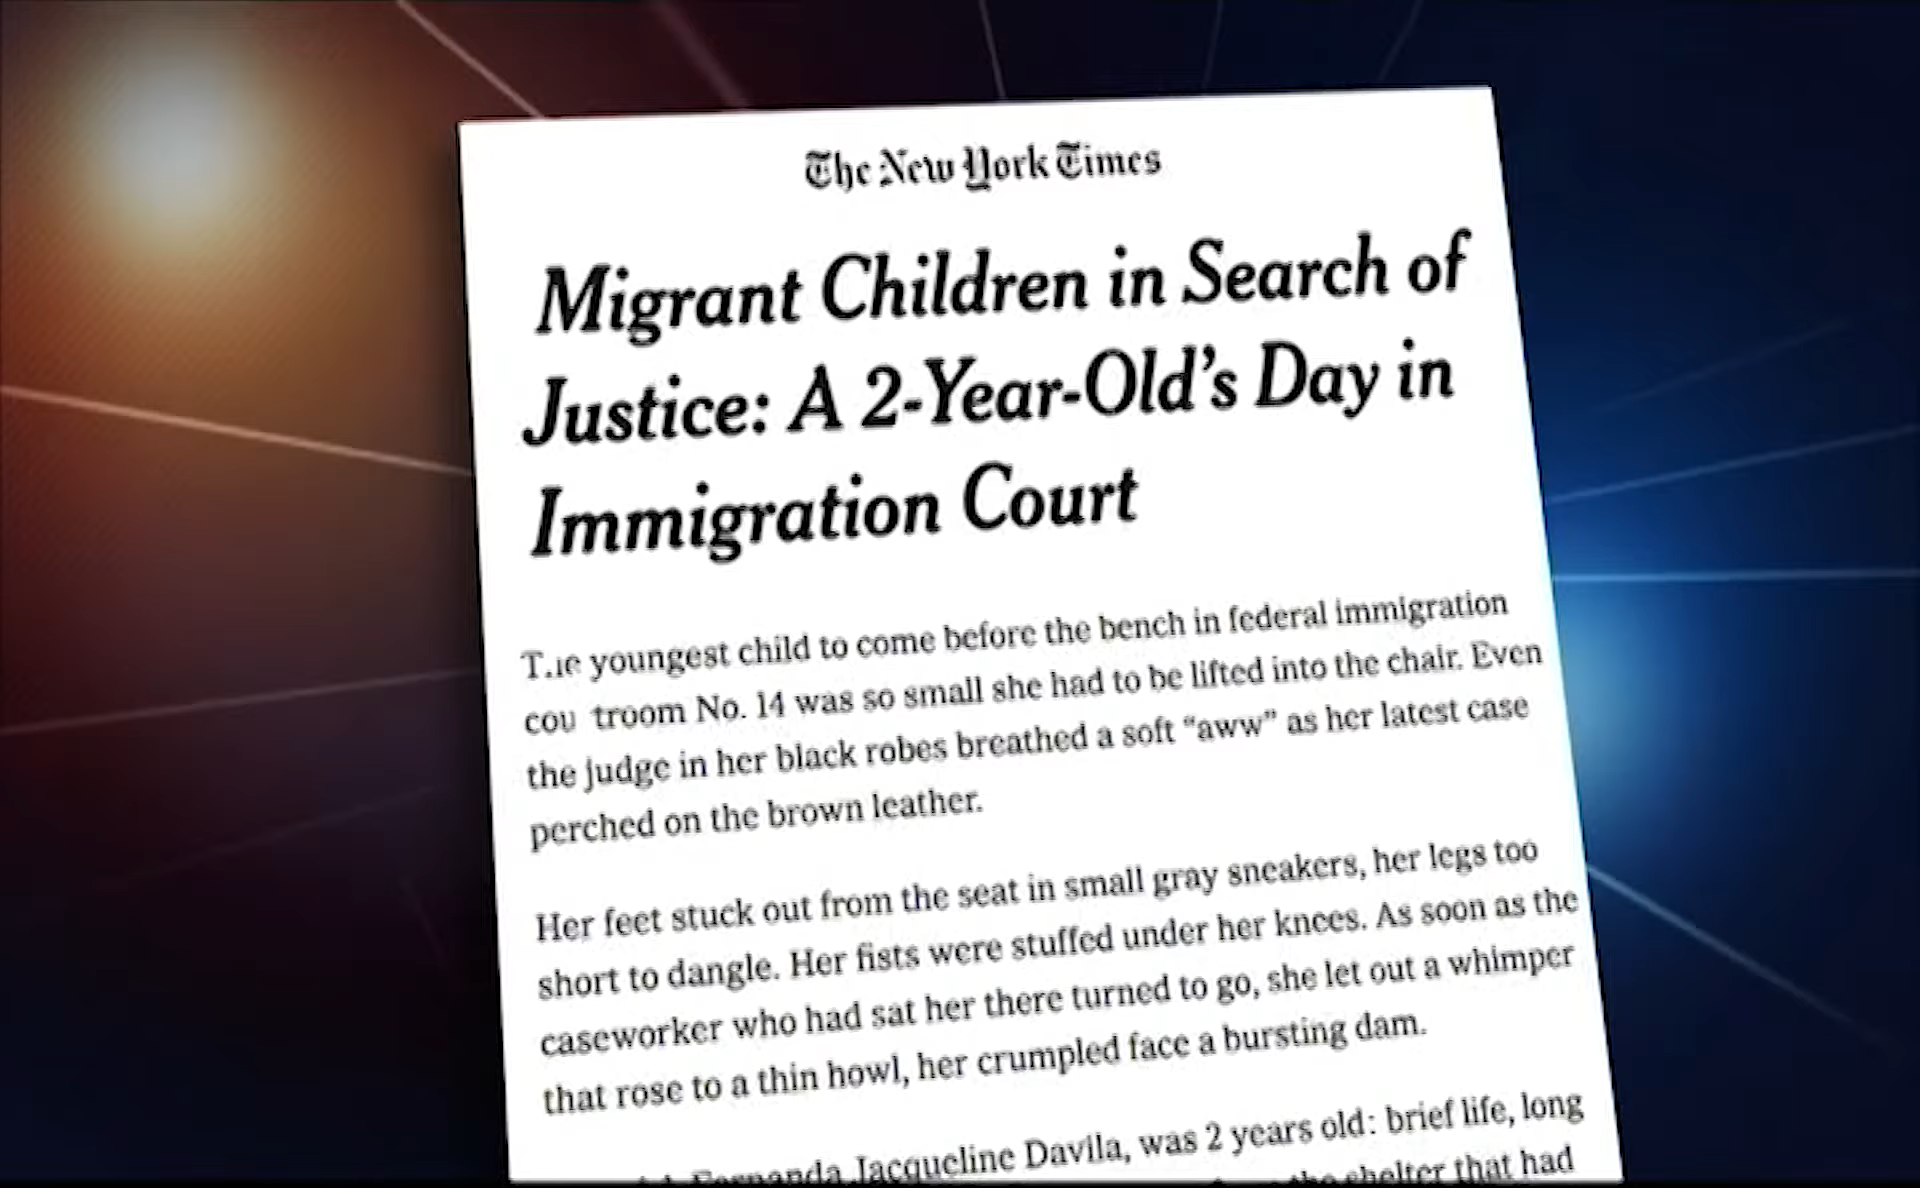 The New York Times
Migrant Children in Search of
Justice: A 2-Year-Old’s Day in
Immigration Court
youngest child to come before the bench in federal immigration
cou troom No. 14 was so small she had to be lifted into the chair. Even
the judge in her black robes breathed a soft “aww” as her latest case
perched on the brown leather.
Her feet stuck out from the seat in small gray sneakers, her legs too
short to dangle. Her fists were stuffed under her knees. As soon as the
caseworker who had sat her there turned to go, she let out a whimper
that rose to a thin howl, her crumpled face a bursting dam.
Fernanda Jacqueline Davila, was 2 years old: brief life, long
the shelter that had